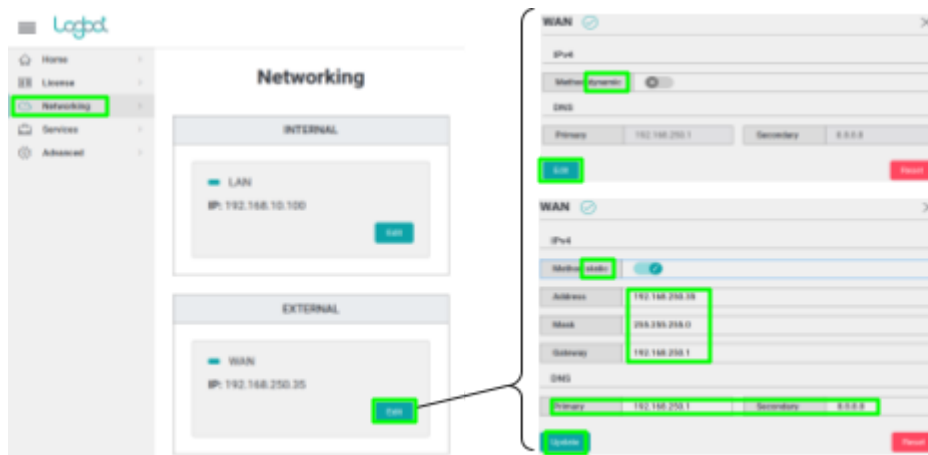 Logbot
Home
License
Networking
Services
Advanced
Networking
INTERNAL
LAN
IP: 192.168.10.100
Edit
EXTERNAL
WAN
IP: 192.168.250.35
Edit
WAN
IPv4
Method dynamic
DNS
Primary 192.168.250.1 Secondary 8.8.8.8
Edit Reset
WAN
IPv4
Method static
Address 192.168.250.35
Mask 255.255.255.0
Gateway 192.168.250.1
DNS
Primary 192.168.250.1 Secondary 8.8.8.8
Update Reset